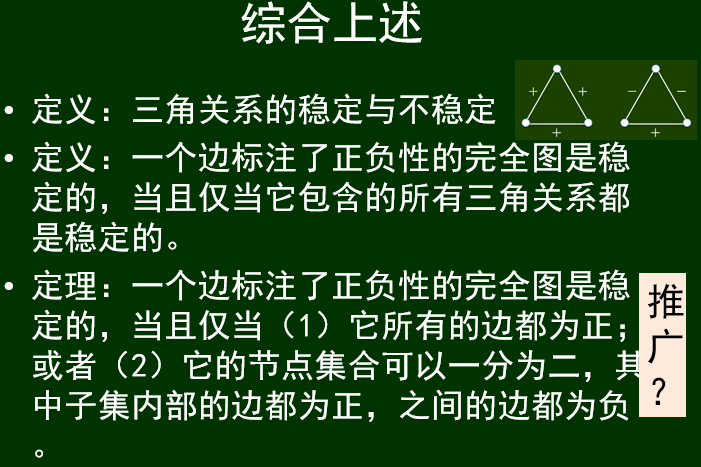 综合上述
• 定义：三角关系的稳定与不稳定
+ +
+
− −
+
• 定义：一个边标注了正负性的完全图是稳
定的，当且仅当它包含的所有三角关系都
是稳定的。
• 定理：一个边标注了正负性的完全图是稳
定的，当且仅当（1）它所有的边都为正；
或者（2）它的节点集合可以一分为二，其
中子集内部的边都为正，之间的边都为负
。
推
广
？